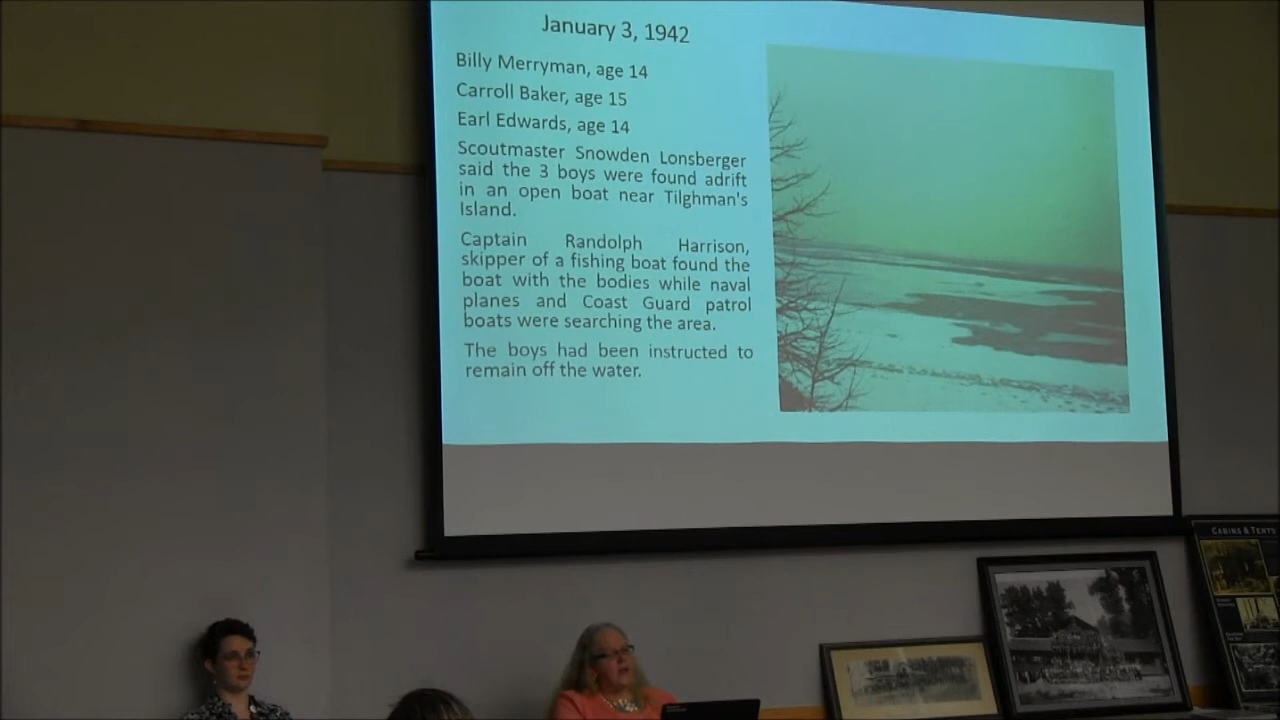 January 3, 1942
Billy Merryman, age 14
Carroll Baker, age 15
Earl Edwards, age 14
Scoutmaster Snowden Lonsberger
said the 3 boys were found adrift
in an open boat near Tilghman's
Island.
Captain Randolph Harrison,
skipper of a fishing boat found the
boat with the bodies while naval
planes and Coast Guard patrol
boats were searching the area.
The boys had been instructed to
remain off the water.
CABINS & TENTS